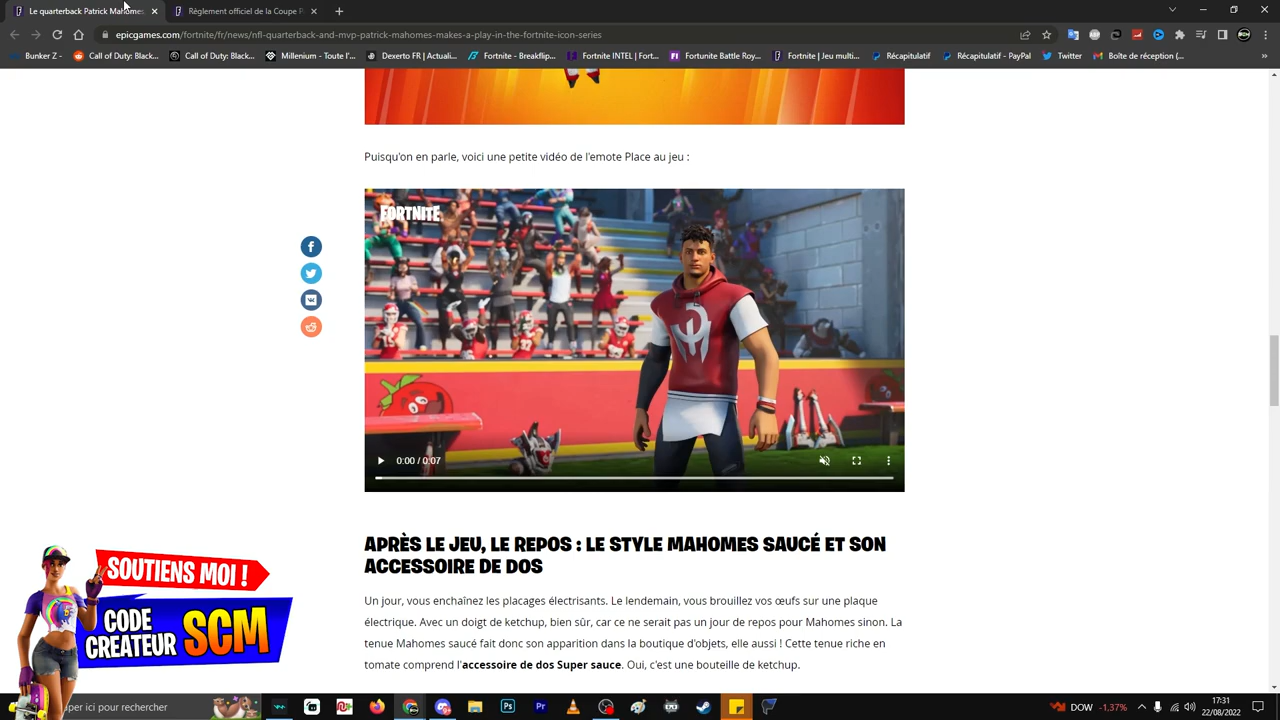 Le quarterback Patrick Mahomes
Règlement officiel de la Coupe P
epicgames.com/fortnite/fr/news/nfl-quarterback-and-mvp-patrick-mahomes-makes-a-play-in-the-fortnite-icon-series
Bunker Z - Call of Duty: Black... Call of Duty: Black... Millenium - Toute l'i... Dexerto FR | Actuali... Fortnite - Breakflip... Fortnite INTEL | Fort... Fortunite Battle Roy... Fortnite | Jeu multi... Récapitulatif Récapitulatif - PayPal Twitter Boîte de réception (... »
Puisqu'on en parle, voici une petite vidéo de l'emote Place au jeu :
FORTNITE
0:00 / 0:07
APRÈS LE JEU, LE REPOS : LE STYLE MAHOMES SAUCÉ ET SON
ACCESSOIRE DE DOS
Un jour, vous enchaînez les placages électrisants. Le lendemain, vous brouillez vos œufs sur une plaque
électrique. Avec un doigt de ketchup, bien sûr, car ce ne serait pas un jour de repos pour Mahomes sinon. La
tenue Mahomes saucé fait donc son apparition dans la boutique d'objets, elle aussi ! Cette tenue riche en
tomate comprend l'accessoire de dos Super sauce. Oui, c'est une bouteille de ketchup.
SOUTIENS MOI !
CODE
CREATEUR SCM
aper ici pour rechercher
DOW -1,37%
17:31
22/08/2022